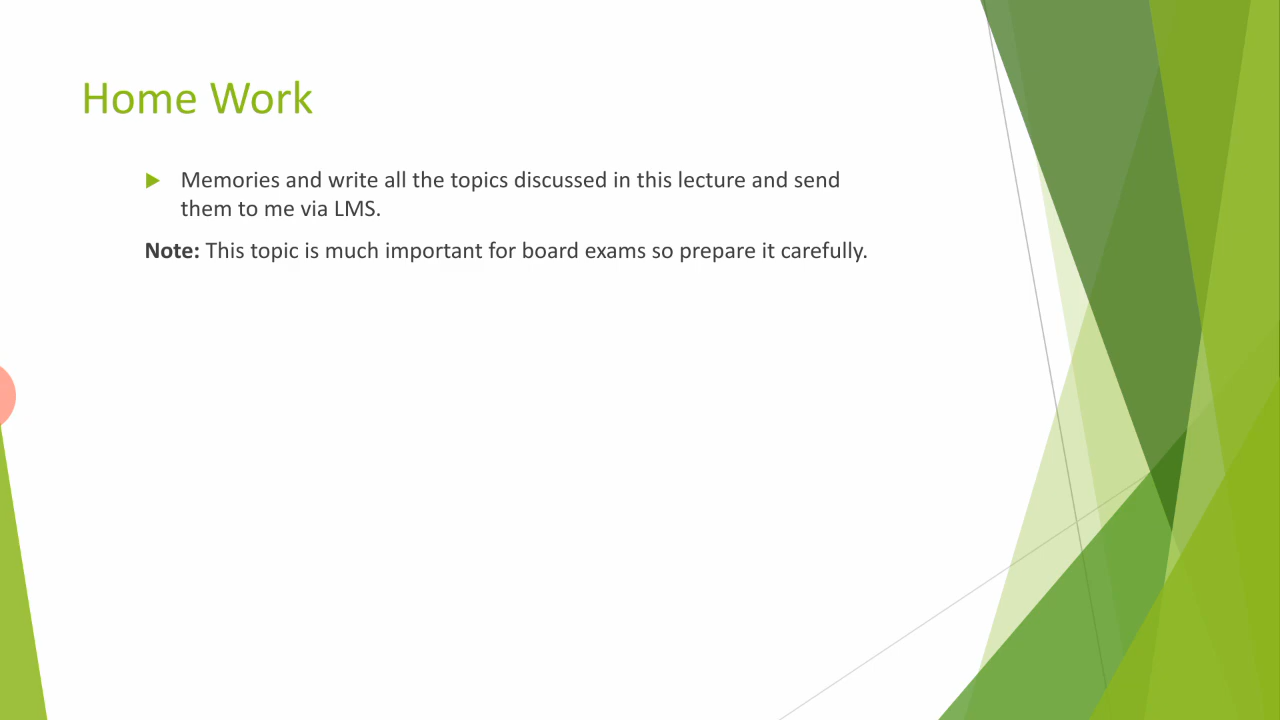 Home Work
Memories and write all the topics discussed in this lecture and send
them to me via LMS.
Note: This topic is much important for board exams so prepare it carefully.